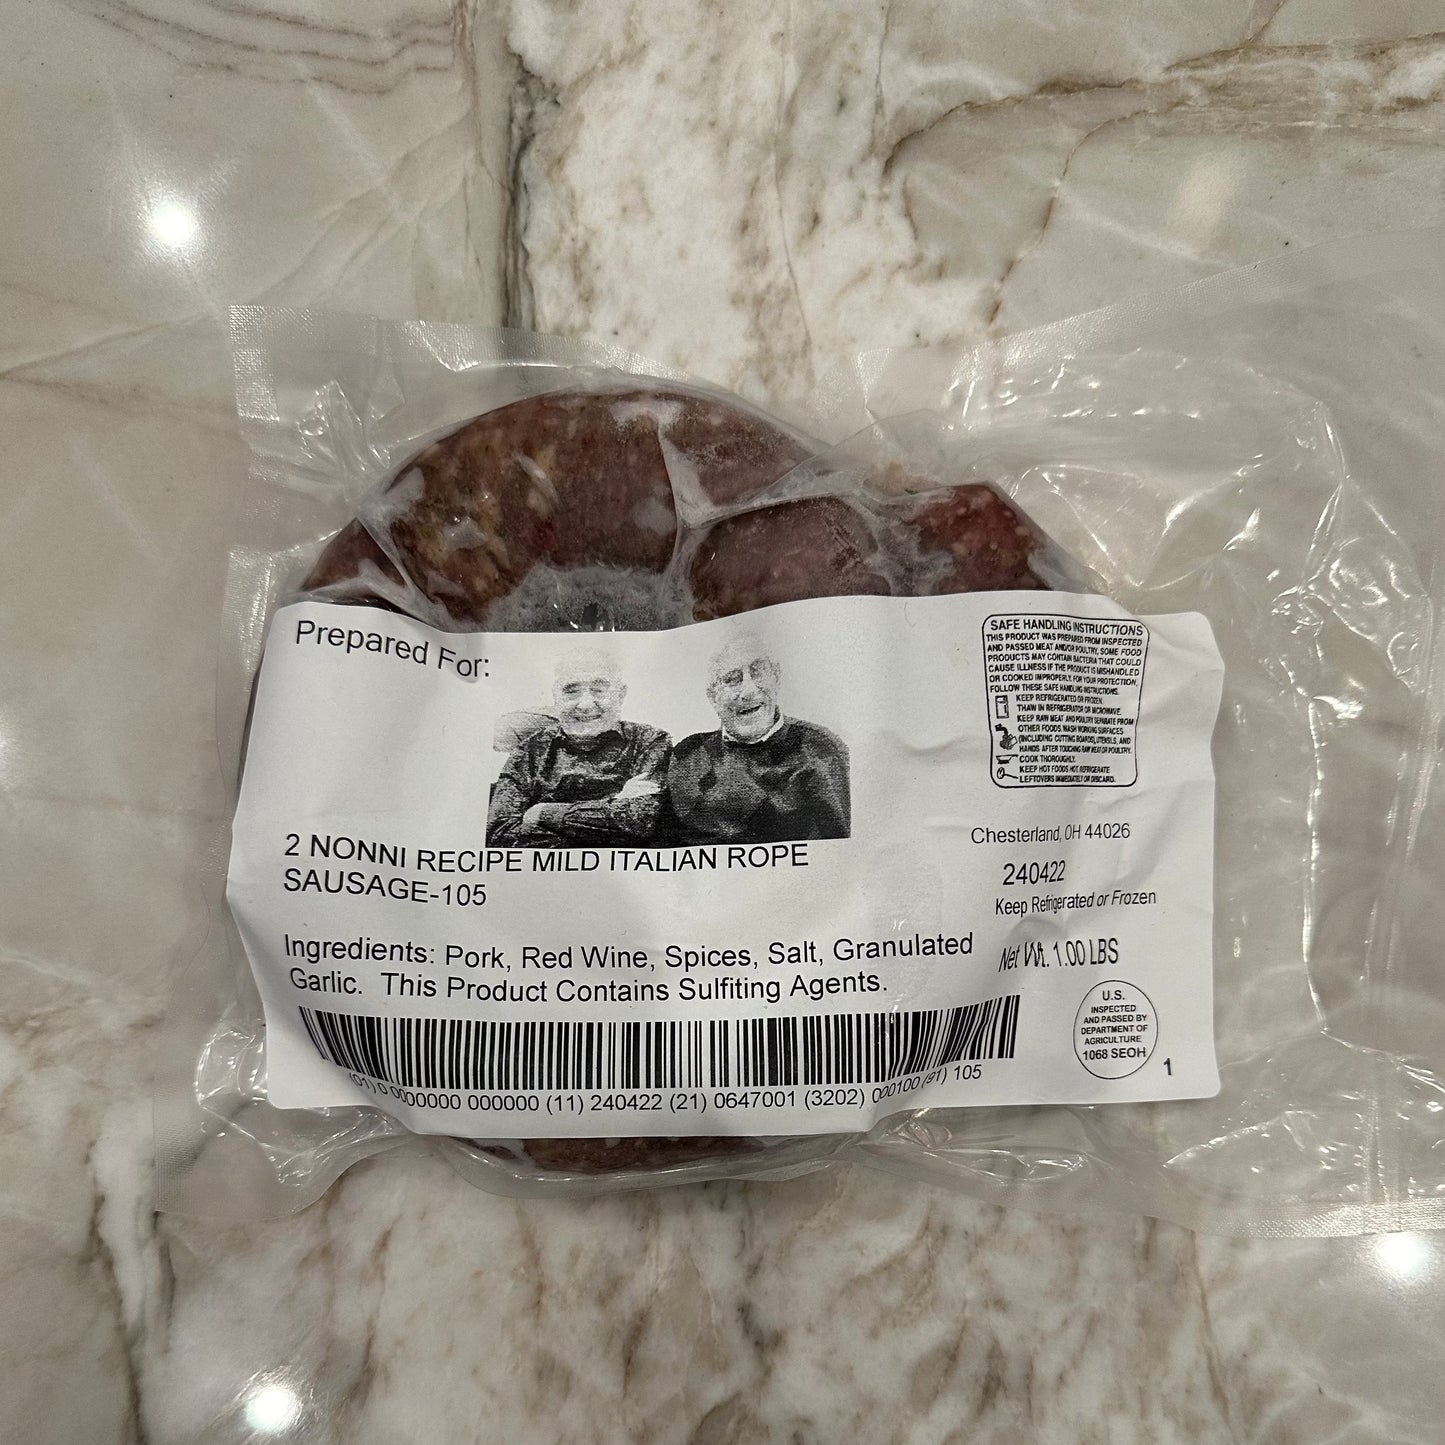 Prepared For:
2 NONNI RECIPE MILD ITALIAN ROPE
SAUSAGE-105
Ingredients: Pork, Red Wine, Spices, Salt, Granulated
Garlic. This Product Contains Sulfiting Agents.
(01) 0 0000000 000000 (11) 240422 (21) 0647001 (3202) 000100 (91) 105
SAFE HANDLING INSTRUCTIONS
THIS PRODUCT WAS PREPARED FROM INSPECTED
AND PASSED MEAT AND/OR POULTRY. SOME FOOD
PRODUCTS MAY CONTAIN BACTERIA THAT COULD
CAUSE ILLNESS IF THE PRODUCT IS MISHANDLED
OR COOKED IMPROPERLY. FOR YOUR PROTECTION,
FOLLOW THESE SAFE HANDLING INSTRUCTIONS.
KEEP REFRIGERATED OR FROZEN.
THAW IN REFRIGERATOR OR MICROWAVE.
KEEP RAW MEAT AND POULTRY SEPARATE FROM
OTHER FOODS. WASH WORKING SURFACES
(INCLUDING CUTTING BOARDS), UTENSILS, AND
HANDS AFTER TOUCHING RAW MEAT OR POULTRY.
COOK THOROUGHLY.
KEEP HOT FOODS HOT. REFRIGERATE
LEFTOVERS IMMEDIATELY OR DISCARD.
Chesterland, OH 44026
240422
Keep Refrigerated or Frozen
Net Wt. 1.00 LBS
U.S.
INSPECTED
AND PASSED BY
DEPARTMENT OF
AGRICULTURE
1068 SEOH
1